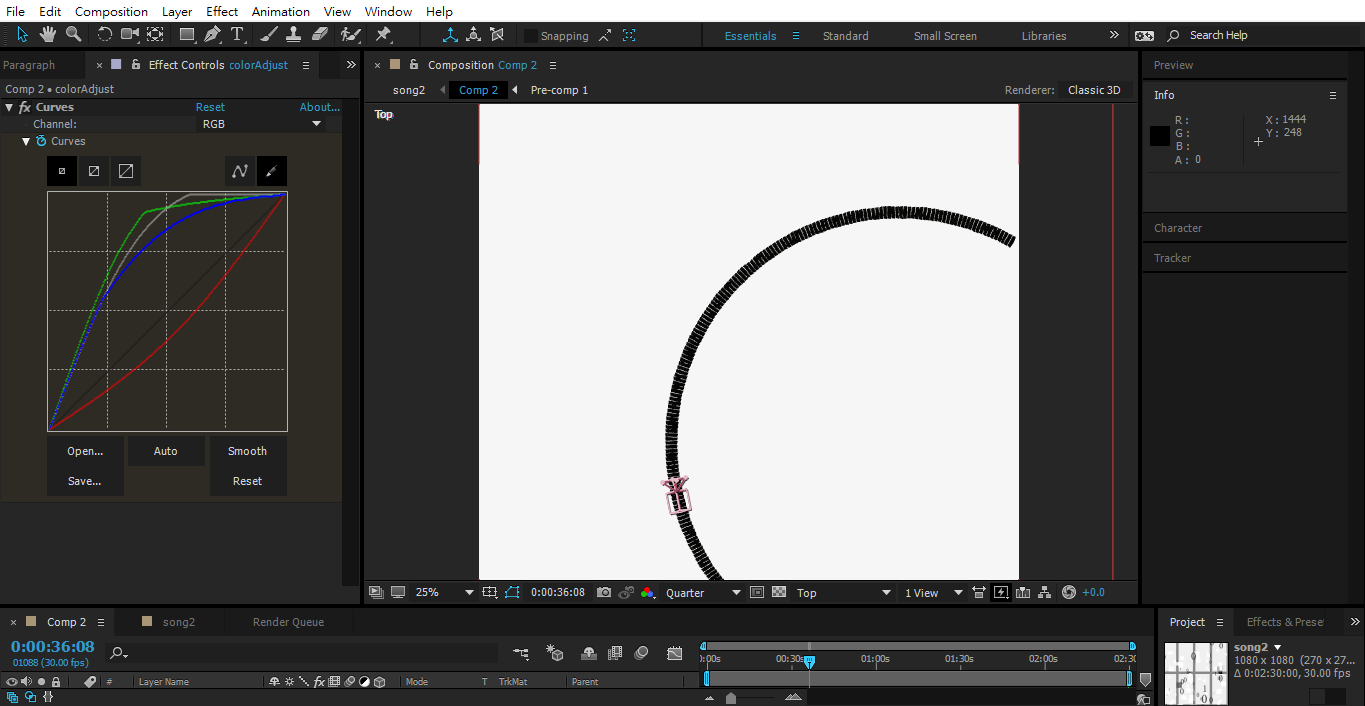 File Edit Composition Layer Effect Animation View Window Help
Snapping Essentials Standard Small Screen Libraries Search Help
Paragraph Effect Controls colorAdjust
Comp 2 • colorAdjust
fx Curves Reset About...
Channel: RGB
Curves
Open... Auto Smooth
Save... Reset
Composition Comp 2
song2 Comp 2 Pre-comp 1 Renderer: Classic 3D
Top
25% 0:00:36:08 Quarter Top 1 View +0.0
Preview
Info
R :
G :
B :
A : 0
X : 1444
Y : 248
Character
Tracker
Comp 2 song2 Render Queue
0:00:36:08
01088 (30.00 fps)
# Layer Name fx Mode T TrkMat Parent
:00s 00:30s 01:00s 01:30s 02:00s 02:30
Project Effects & Prese
song2
1080 x 1080 (270 x 27...
Δ 0:02:30:00, 30.00 fps